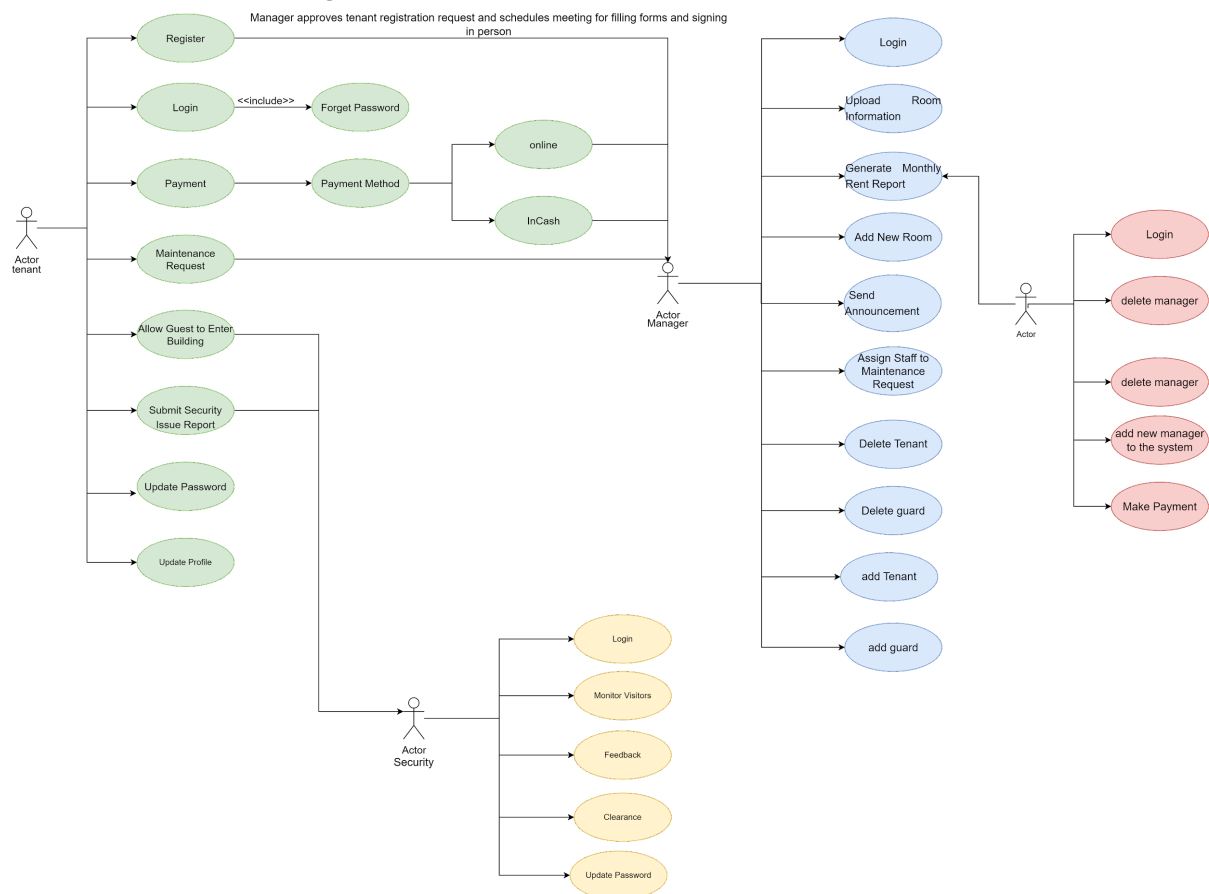 Manager approves tenant registration request and schedules meeting for filling forms and signing
in person
Register
Login
<<include>>
Forget Password
Payment
Payment Method
online
InCash
Maintenance
Request
Allow Guest to Enter
Building
Submit Security
Issue Report
Update Password
Update Profile
Actor
tenant
Actor
Manager
Login
Upload Room
Information
Generate Monthly
Rent Report
Add New Room
Send
Announcement
Assign Staff to
Maintenance
Request
Delete Tenant
Delete guard
add Tenant
add guard
Actor
Login
delete manager
delete manager
add new manager
to the system
Make Payment
Actor
Security
Login
Monitor Visitors
Feedback
Clearance
Update Password